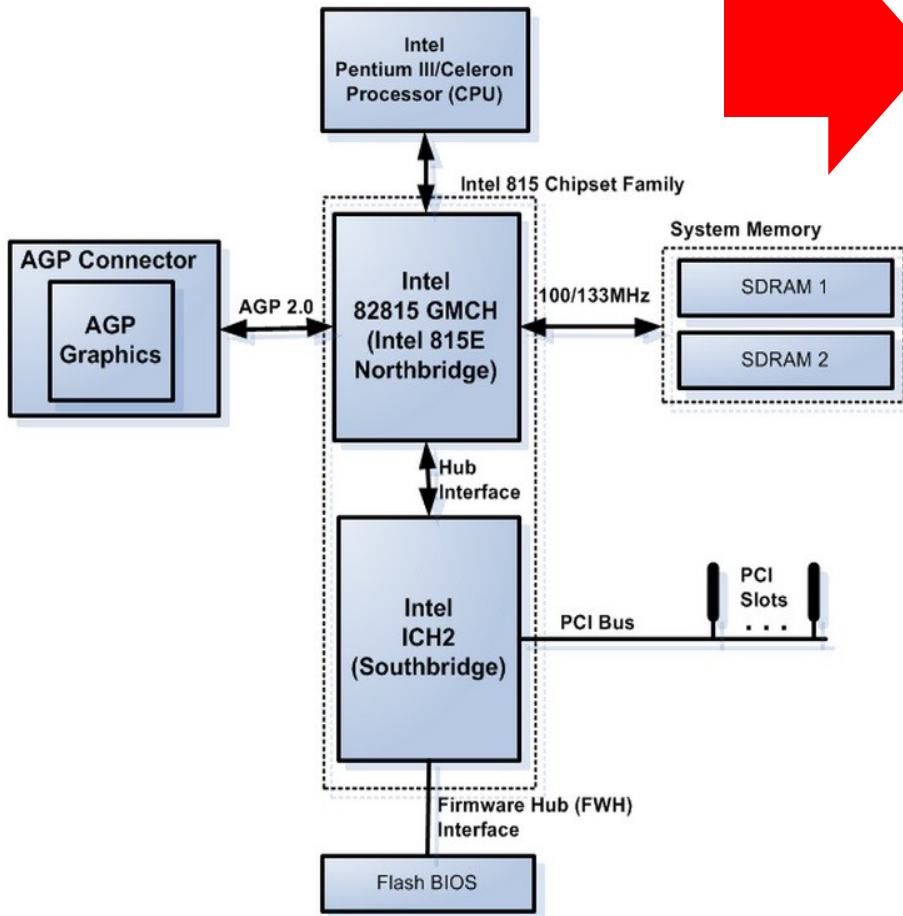 Intel
Pentium III/Celeron
Processor (CPU)
Intel 815 Chipset Family
System Memory
AGP Connector
AGP
Graphics
AGP 2.0
Intel
82815 GMCH
(Intel 815E
Northbridge)
100/133MHz
SDRAM 1
SDRAM 2
Hub
Interface
Intel
ICH2
(Southbridge)
PCI Bus
PCI
Slots
. . .
Firmware Hub (FWH)
Interface
Flash BIOS